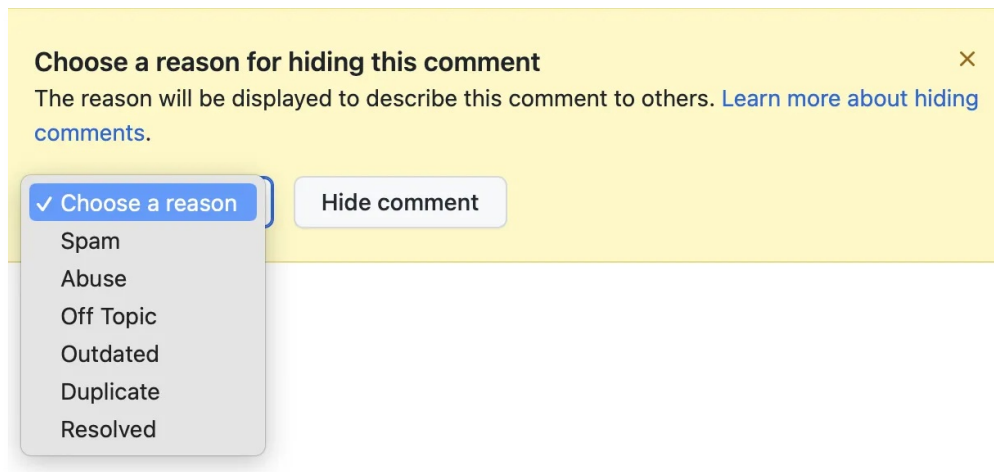 Choose a reason for hiding this comment
The reason will be displayed to describe this comment to others. Learn more about hiding
comments.
✓ Choose a reason
Hide comment
Spam
Abuse
Off Topic
Outdated
Duplicate
Resolved